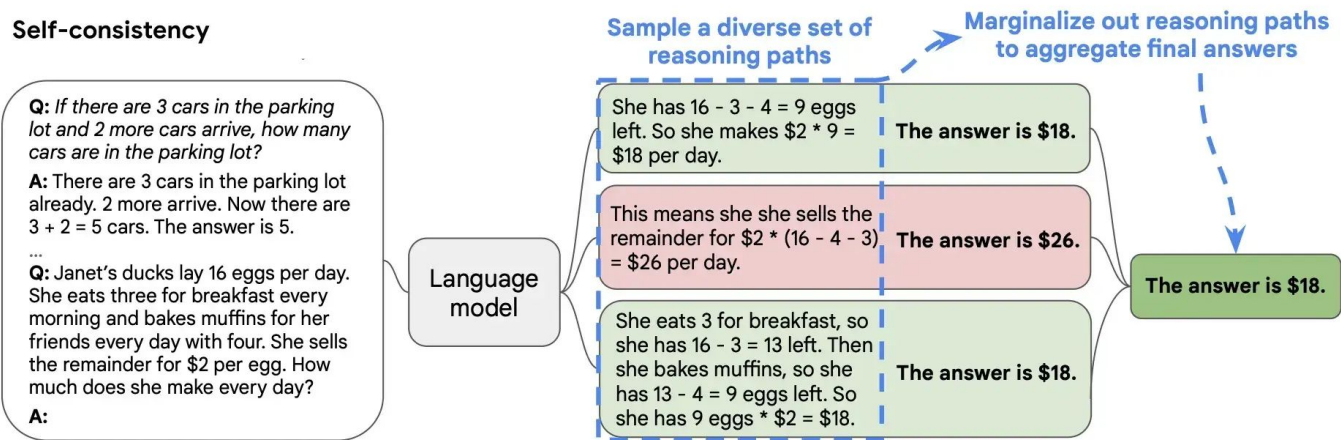 Self-consistency
Q: If there are 3 cars in the parking
lot and 2 more cars arrive, how many
cars are in the parking lot?
A: There are 3 cars in the parking lot
already. 2 more arrive. Now there are
3 + 2 = 5 cars. The answer is 5.
...
Q: Janet's ducks lay 16 eggs per day.
She eats three for breakfast every
morning and bakes muffins for her
friends every day with four. She sells
the remainder for $2 per egg. How
much does she make every day?
A:
Language
model
Sample a diverse set of
reasoning paths
She has 16 - 3 - 4 = 9 eggs
left. So she makes $2 * 9 =
$18 per day.
The answer is $18.
This means she she sells the
remainder for $2 * (16 - 4 - 3)
= $26 per day.
The answer is $26.
She eats 3 for breakfast, so
she has 16 - 3 = 13 left. Then
she bakes muffins, so she
has 13 - 4 = 9 eggs left. So
she has 9 eggs * $2 = $18.
The answer is $18.
Marginalize out reasoning paths
to aggregate final answers
The answer is $18.